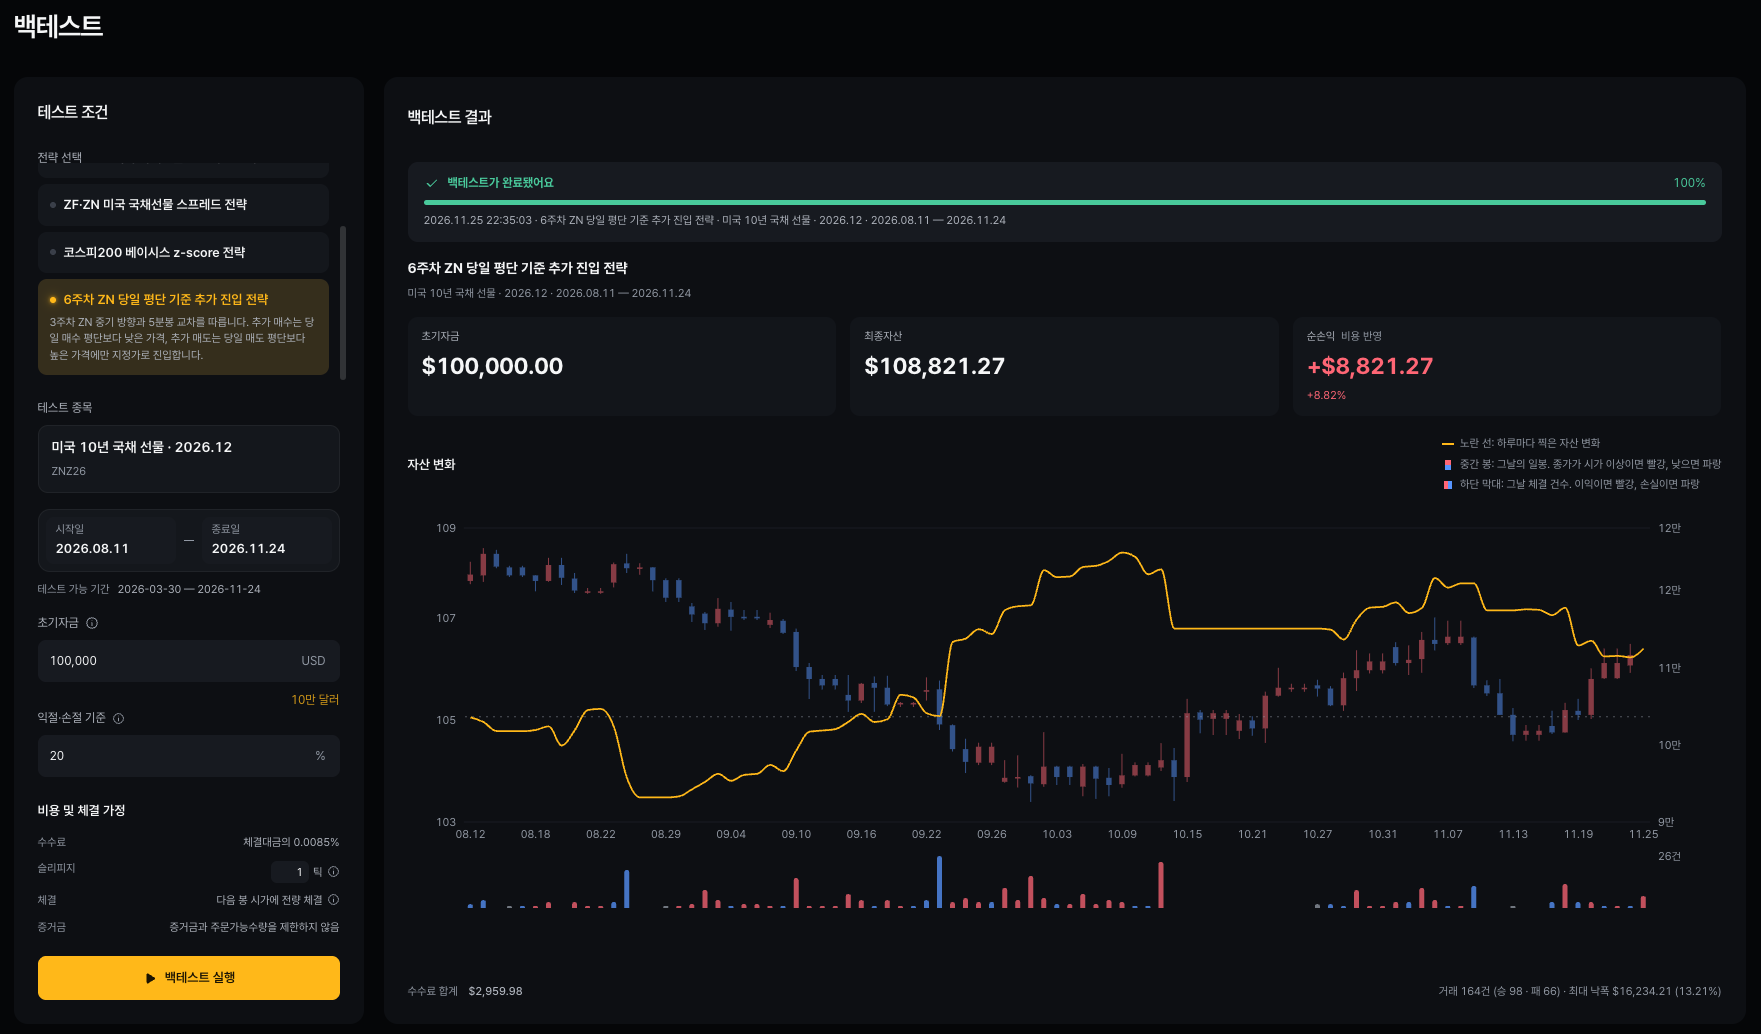 백테스트
테스트 조건
전략 선택
ZF·ZN 미국 국채선물 스프레드 전략
코스피200 베이시스 z-score 전략
6주차 ZN 당일 평단 기준 추가 진입 전략
3주차 ZN 중기 방향과 5분봉 교차를 따릅니다. 추가 매수는 당
일 매수 평단보다 낮은 가격, 추가 매도는 당일 매도 평단보다
높은 가격에만 지정가로 진입합니다.
테스트 종목
미국 10년 국채 선물 · 2026.12
ZNZ26
시작일
2026.08.11
—
종료일
2026.11.24
테스트 가능 기간 2026-03-30 — 2026-11-24
초기자금
100,000 USD
10만 달러
익절·손절 기준
20 %
비용 및 체결 가정
수수료 체결대금의 0.0085%
슬리피지 1 틱
체결 다음 봉 시가에 전량 체결
증거금 증거금과 주문가능수량을 제한하지 않음
백테스트 실행
백테스트 결과
백테스트가 완료됐어요 100%
2026.11.25 22:35:03 · 6주차 ZN 당일 평단 기준 추가 진입 전략 · 미국 10년 국채 선물 · 2026.12 · 2026.08.11 — 2026.11.24
6주차 ZN 당일 평단 기준 추가 진입 전략
미국 10년 국채 선물 · 2026.12 · 2026.08.11 — 2026.11.24
초기자금
$100,000.00
최종자산
$108,821.27
순손익 비용 반영
+$8,821.27
+8.82%
자산 변화
노란 선: 하루마다 찍은 자산 변화
중간 봉: 그날의 일봉. 종가가 시가 이상이면 빨강, 낮으면 파랑
하단 막대: 그날 체결 건수. 이익이면 빨강, 손실이면 파랑
109 12만
12만
107
11만
105
10만
103 9만
08.12 08.18 08.22 08.29 09.04 09.10 09.16 09.22 09.26 10.03 10.09 10.15 10.21 10.27 10.31 11.07 11.13 11.19 11.25
26건
수수료 합계 $2,959.98
거래 164건 (승 98 · 패 66) · 최대 낙폭 $16,234.21 (13.21%)